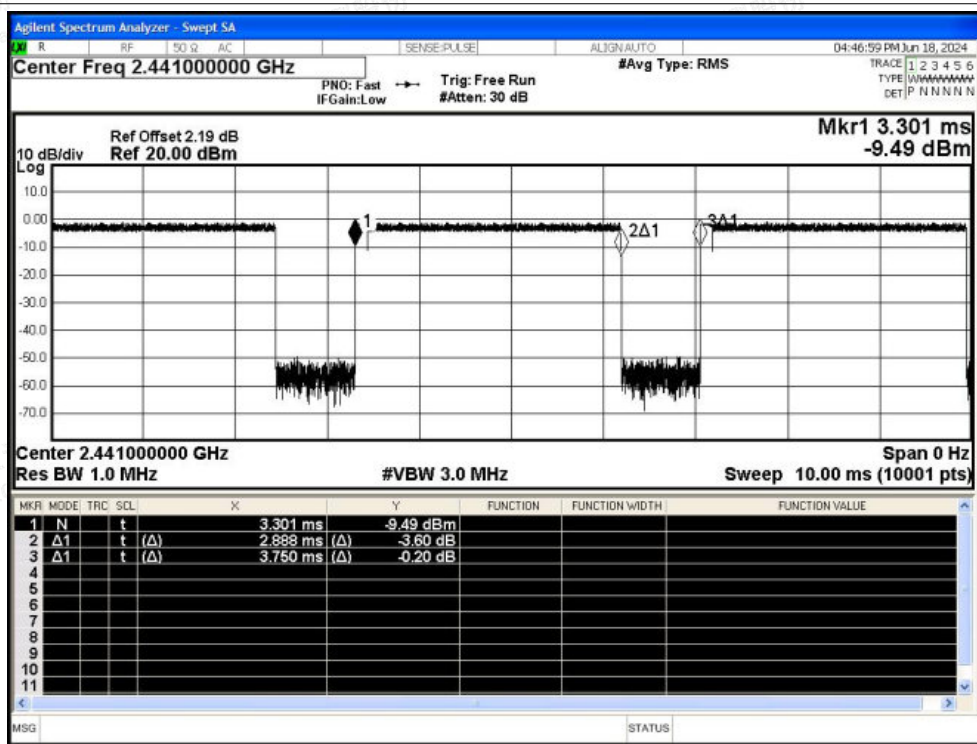 Agilent Spectrum Analyzer - Swept SA
R RF 50 Ω AC SENSE:PULSE ALIGN AUTO 04:46:59 PM Jun 18, 2024
Center Freq 2.441000000 GHz #Avg Type: RMS TRACE 1 2 3 4 5 6
PNO: Fast Trig: Free Run TYPE WWWWWW
IFGain:Low #Atten: 30 dB DET P N N N N N
Mkr1 3.301 ms
Ref Offset 2.19 dB
10 dB/div Ref 20.00 dBm -9.49 dBm
Log
10.0
0.00
1 2Δ1 3Δ1
-10.0
-20.0
-30.0
-40.0
-50.0
-60.0
-70.0
Center 2.441000000 GHz Span 0 Hz
Res BW 1.0 MHz #VBW 3.0 MHz Sweep 10.00 ms (10001 pts)
MKR MODE TRC SCL X Y FUNCTION FUNCTION WIDTH FUNCTION VALUE
1 N t 3.301 ms -9.49 dBm
2 Δ1 t (Δ) 2.888 ms (Δ) -3.60 dB
3 Δ1 t (Δ) 3.750 ms (Δ) -0.20 dB
4
5
6
7
8
9
10
11
MSG STATUS